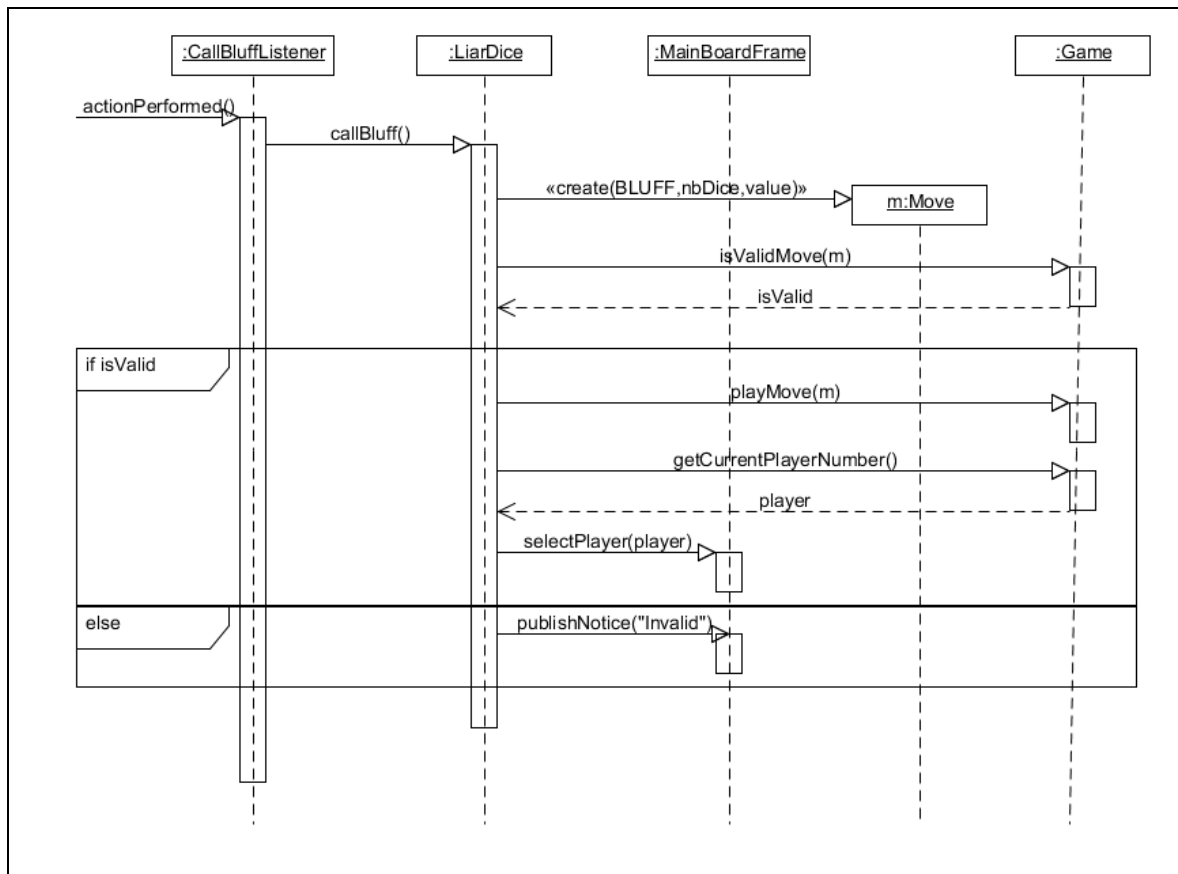 :CallBluffListener
:LiarDice
:MainBoardFrame
:Game
actionPerformed()
callBluff()
«create(BLUFF,nbDice,value)»
m:Move
isValidMove(m)
isValid
if isValid
playMove(m)
getCurrentPlayerNumber()
player
selectPlayer(player)
else
publishNotice("Invalid")